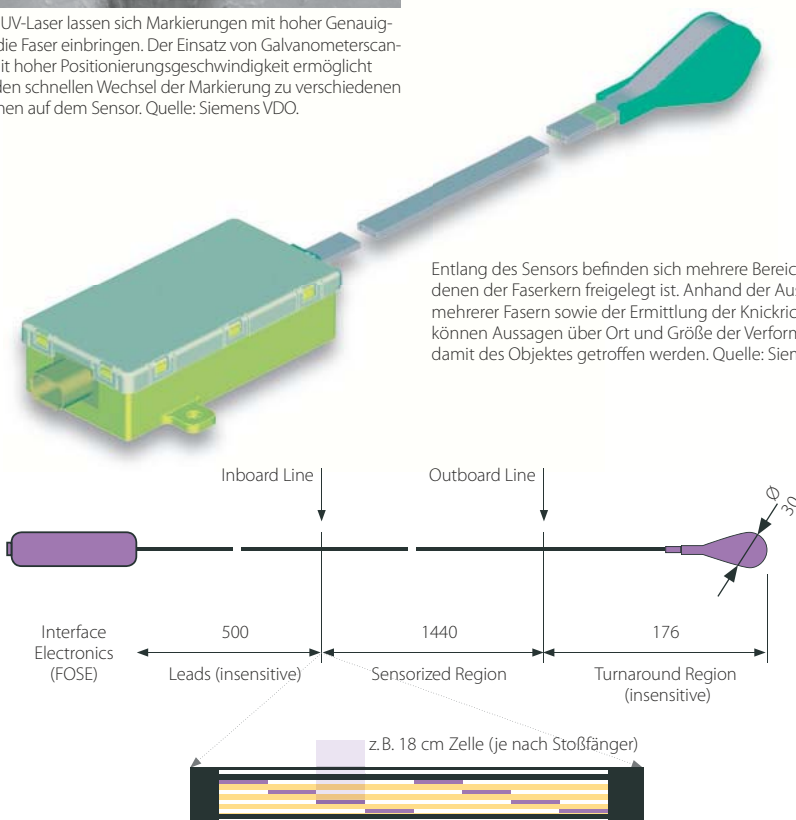 UV-Laser lassen sich Markierungen mit hoher Genauig-
die Faser einbringen. Der Einsatz von Galvanometerscan-
it hoher Positionierungsgeschwindigkeit ermöglicht
den schnellen Wechsel der Markierung zu verschiedenen
nen auf dem Sensor. Quelle: Siemens VDO.
Entlang des Sensors befinden sich mehrere Bereic
denen der Faserkern freigelegt ist. Anhand der Aus
mehrerer Fasern sowie der Ermittlung der Knickric
können Aussagen über Ort und Größe der Verform
damit des Objektes getroffen werden. Quelle: Siem
Inboard Line
Outboard Line
Ø
30
Interface
Electronics
(FOSE)
500
Leads (insensitive)
1440
Sensorized Region
176
Turnaround Region
(insensitive)
z. B. 18 cm Zelle (je nach Stoßfänger)